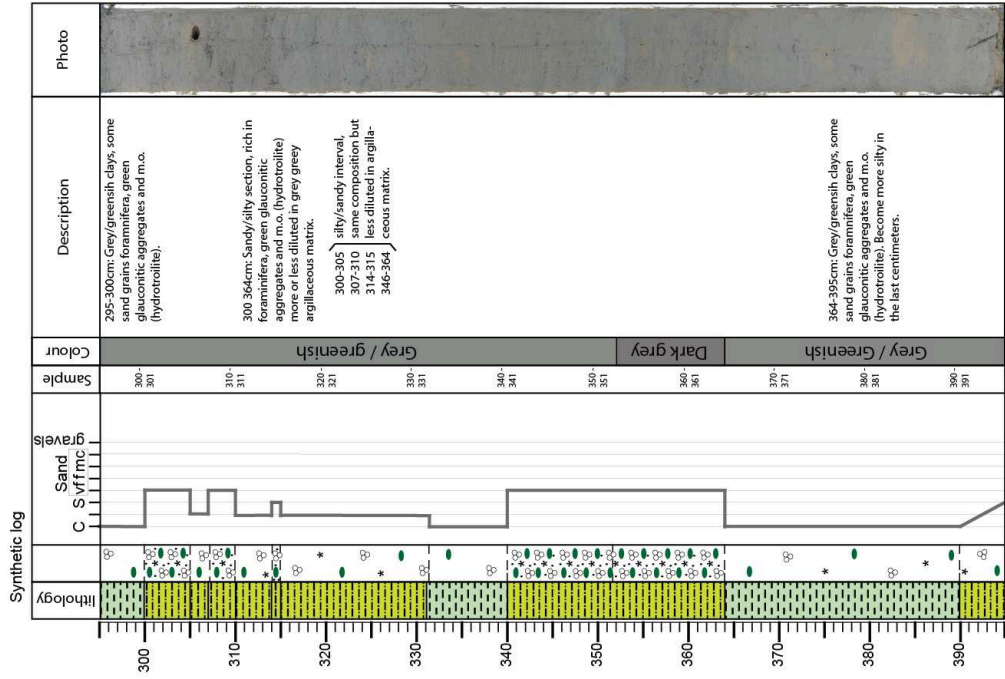 Synthetic log
lithology
C
S
vf f m c
Sand
gravels
Sample
Colour
Description
Photo
300
310
320
330
340
350
360
370
380
390
300-
301
310-
311
320-
321
330-
331
340-
341
350-
351
360-
361
370-
371
380-
381
390-
391
Grey / greenish
Dark grey
Grey / Greenish
295-300cm: Grey/greensih clays, some
sand grains foramnifera, green
glauconitic aggregates and m.o.
(hydrotroilite).
300 364cm: Sandy/silty section, rich in
foraminifera, green glauconitic
aggregates and m.o. (hydrotroilite)
more or less diluted in grey greey
argillaceous matrix.
300-305
307-310
314-315
346-364
silty/sandy interval,
same composition but
less diluted in argilla-
ceous matrix.
364-395cm: Grey/greensih clays, some
sand grains foramnifera, green
glauconitic aggregates and m.o.
(hydrotroilite). Become more silty in
the last centimeters.